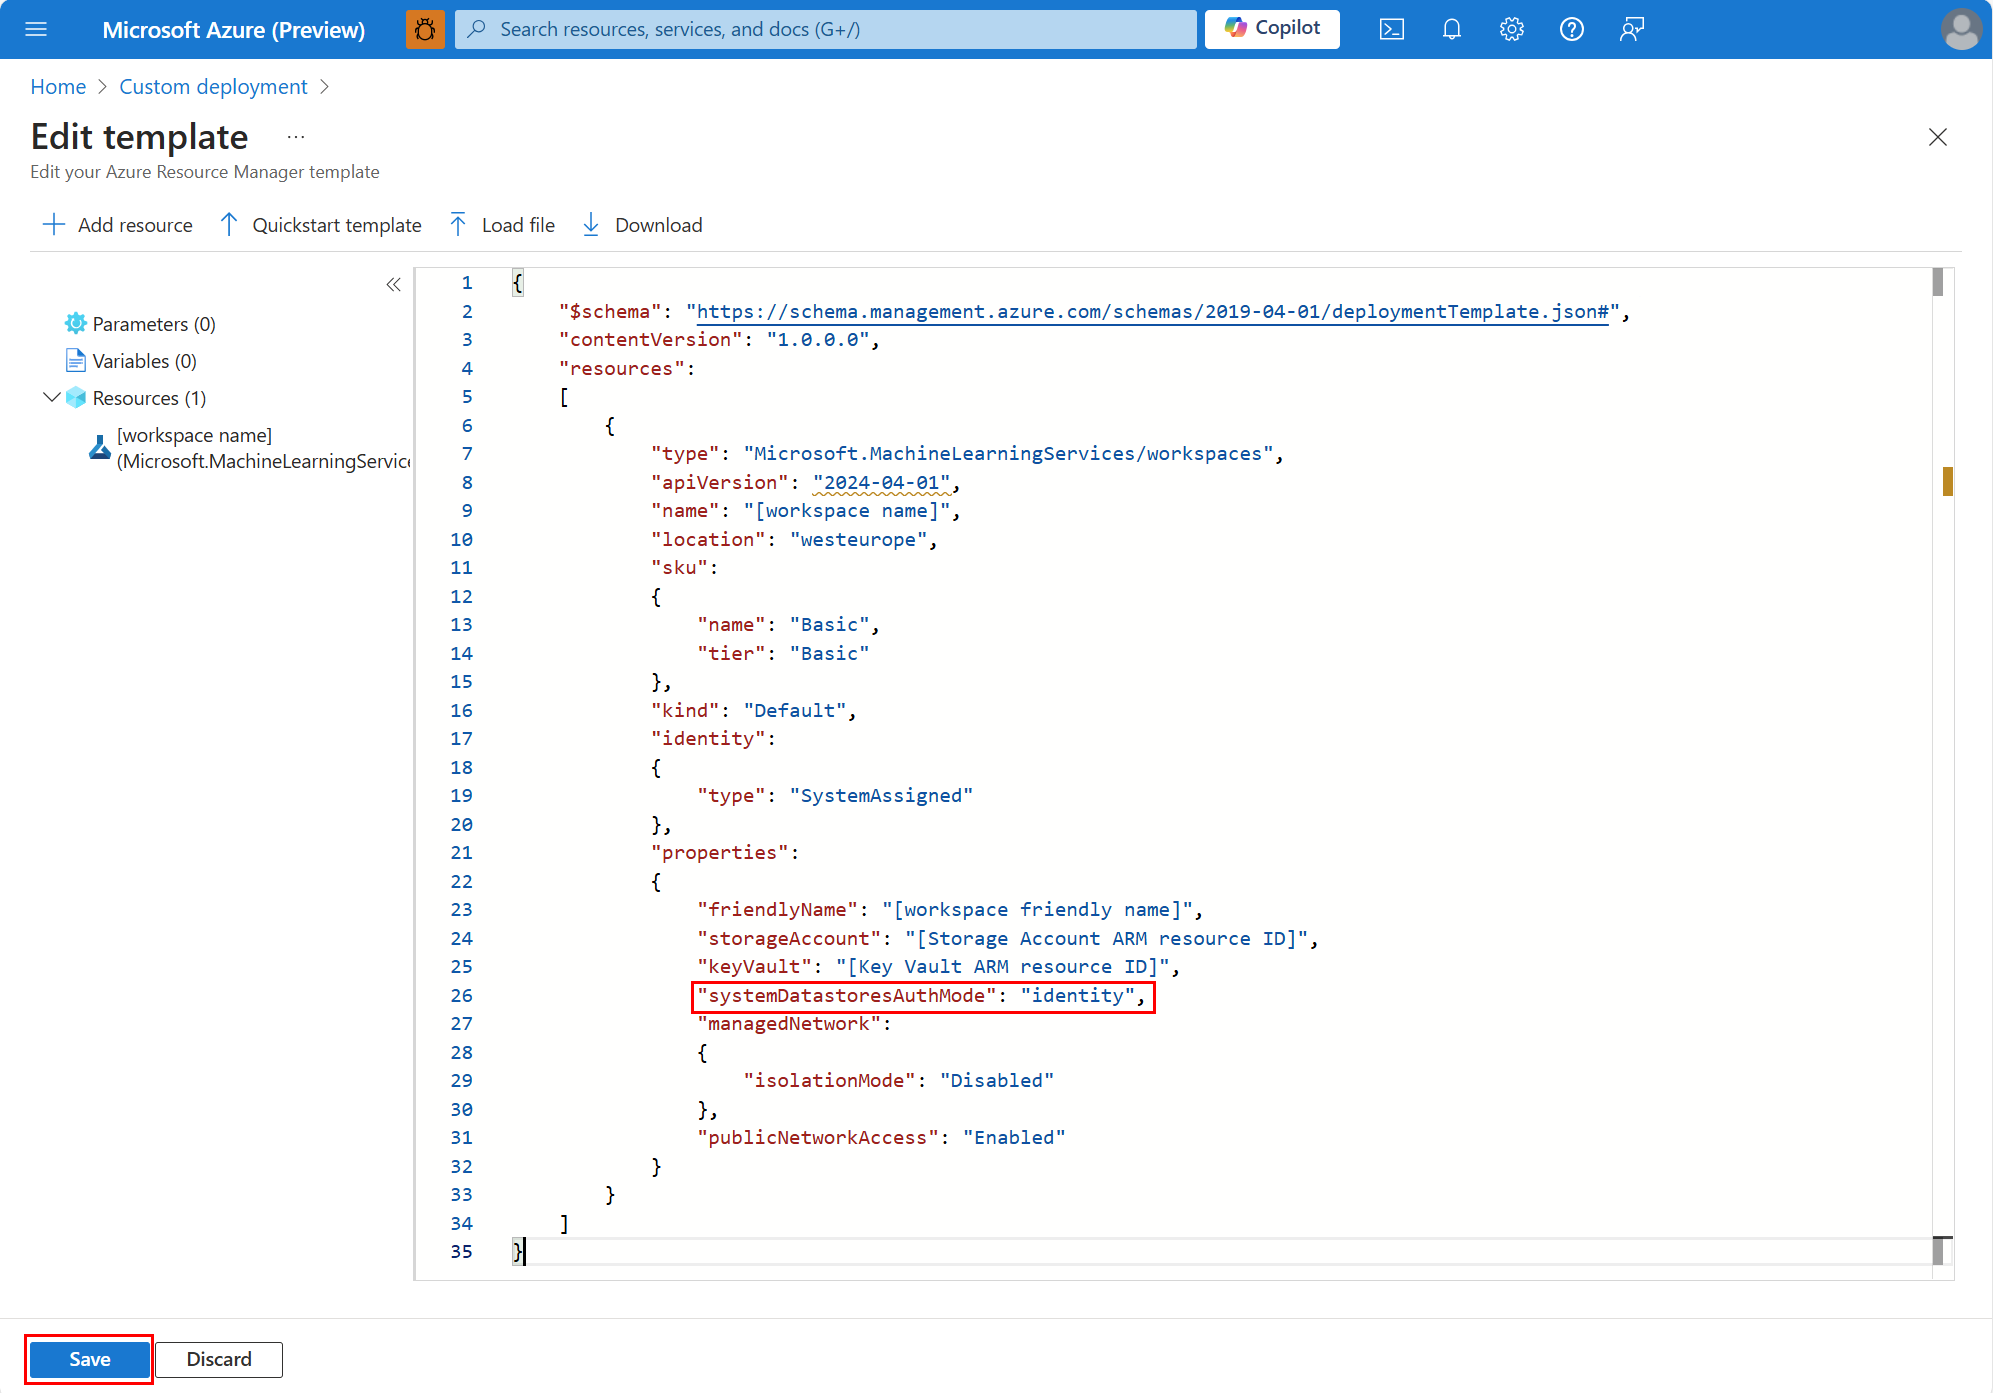 Microsoft Azure (Preview)
Search resources, services, and docs (G+/)
Copilot
Home > Custom deployment >
Edit template ...
Edit your Azure Resource Manager template
Add resource
Quickstart template
Load file
Download
Parameters (0)
Variables (0)
Resources (1)
[workspace name]
(Microsoft.MachineLearningService
1 {
2 "$schema": "https://schema.management.azure.com/schemas/2019-04-01/deploymentTemplate.json#",
3 "contentVersion": "1.0.0.0",
4 "resources":
5 [
6 {
7 "type": "Microsoft.MachineLearningServices/workspaces",
8 "apiVersion": "2024-04-01",
9 "name": "[workspace name]",
10 "location": "westeurope",
11 "sku":
12 {
13 "name": "Basic",
14 "tier": "Basic"
15 },
16 "kind": "Default",
17 "identity":
18 {
19 "type": "SystemAssigned"
20 },
21 "properties":
22 {
23 "friendlyName": "[workspace friendly name]",
24 "storageAccount": "[Storage Account ARM resource ID]",
25 "keyVault": "[Key Vault ARM resource ID]",
26 "systemDatastoresAuthMode": "identity",
27 "managedNetwork":
28 {
29 "isolationMode": "Disabled"
30 },
31 "publicNetworkAccess": "Enabled"
32 }
33 }
34 ]
35 }
Save
Discard